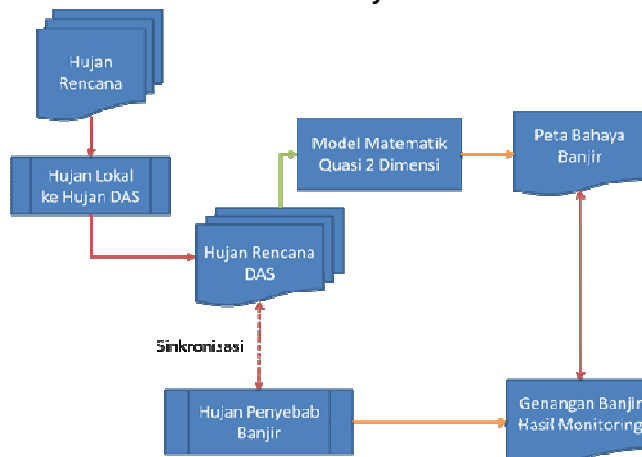 Hujan
Rencana
Hujan Lokal
ke Hujan DAS
Model Matematik
Quasi 2 Dimensi
Peta Bahaya
Banjir
Hujan Rencana
DAS
Sinkronisasi
Hujan Penyebab
Banjir
Genangan Banjir
Hasil Monitoring